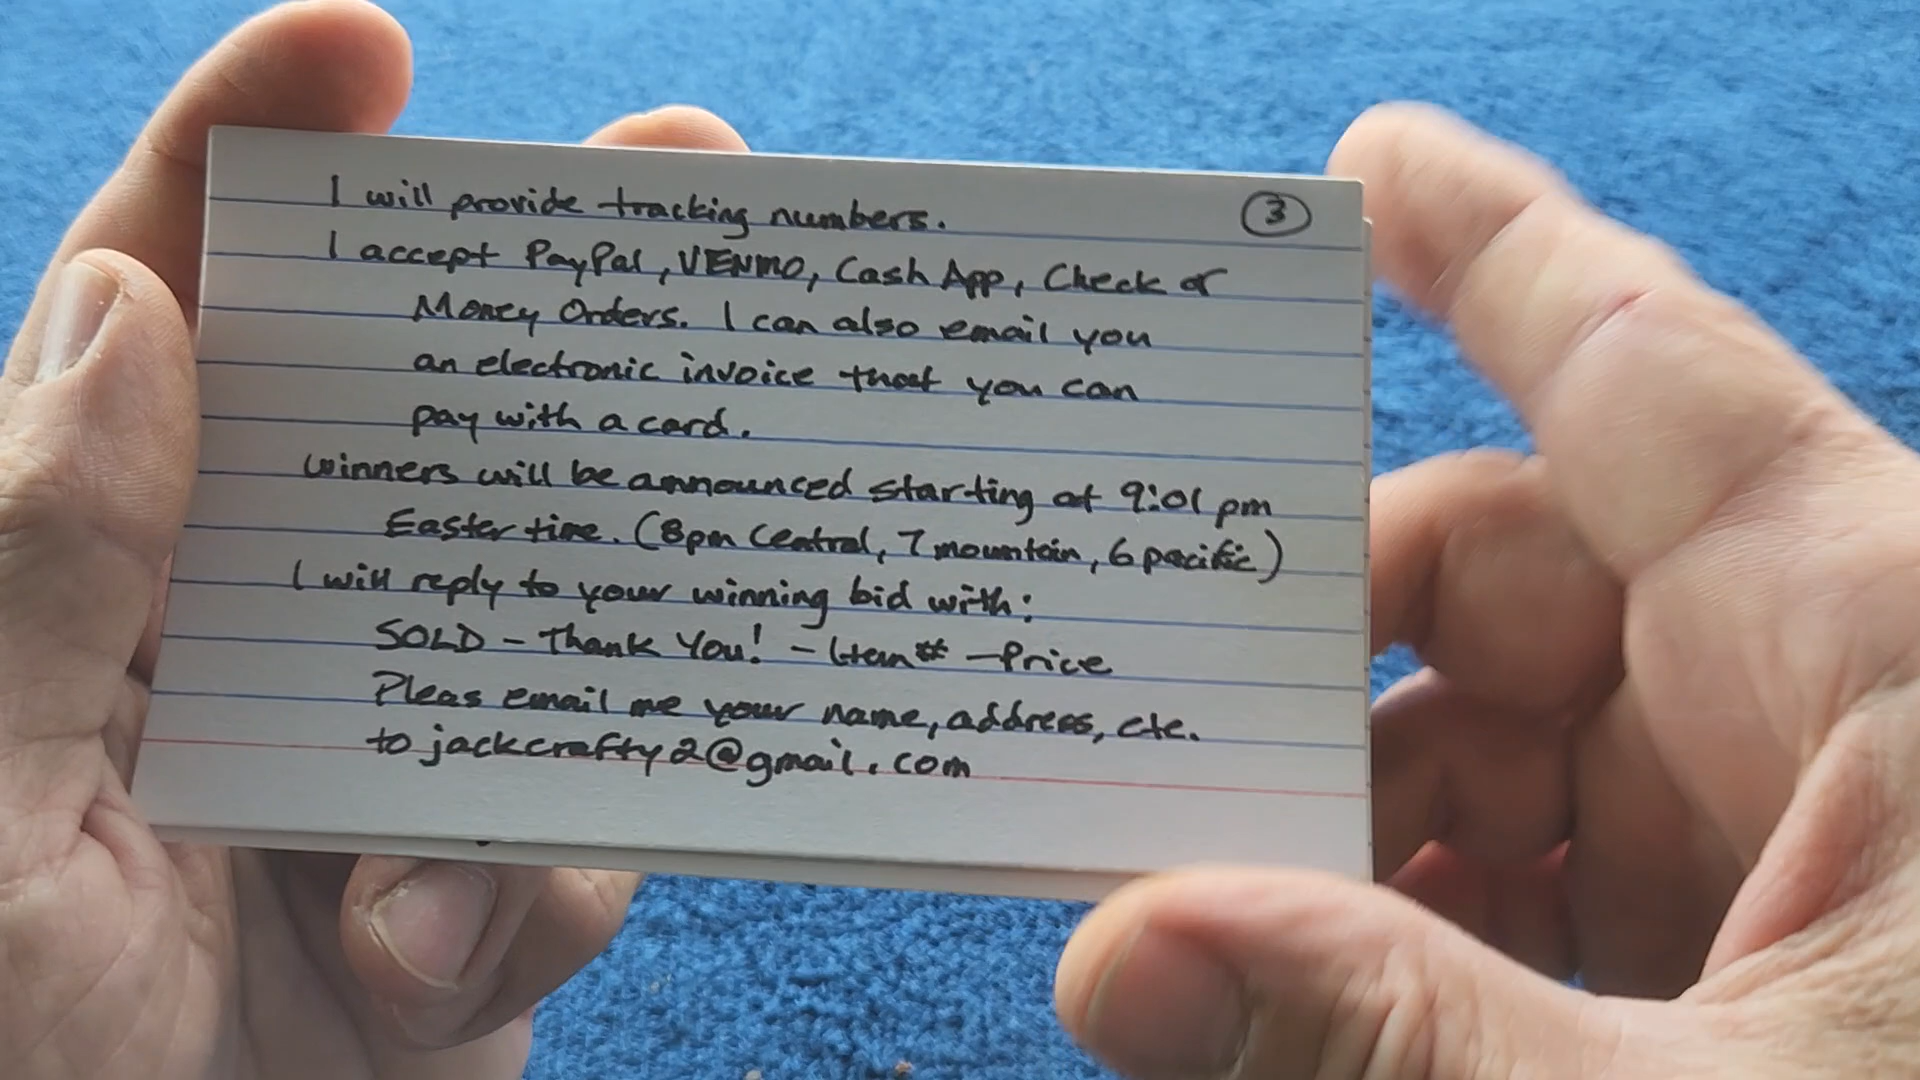 I will provide tracking numbers. 3
I accept PayPal, VENMO, Cash App, Check or
Money Orders. I can also email you
an electronic invoice that you can
pay with a card.
Winners will be announced starting at 9:01 pm
Easter time. (8pm Central, 7 mountain, 6 pacific)
I will reply to your winning bid with:
SOLD - Thank You! - Item# - Price
Pleas email me your name, address, etc.
to jackcrafty2@gmail.com